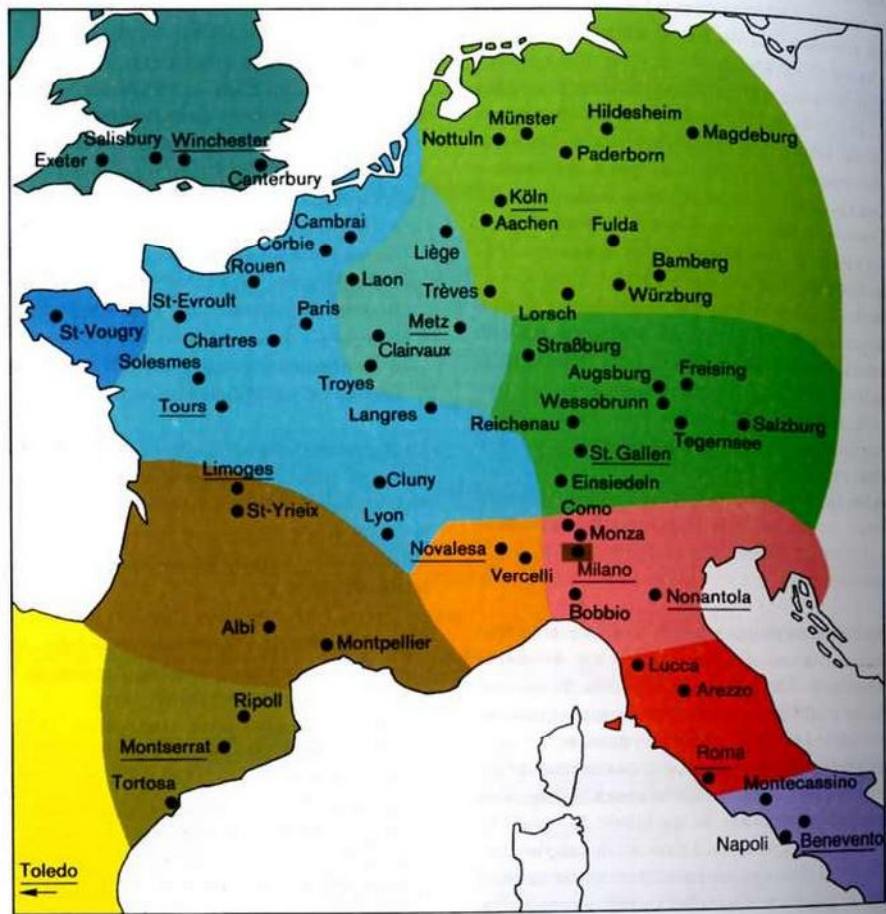 Hildesheim
Münster
Nottuln
Magdeburg
Paderborn
Salisbury
Winchester
Exeter
Canterbury
Köln
Aachen
Cambrai
Corbie
Liège
Fulda
Rouen
Laon
Bamberg
Trèves
Würzburg
St-Evroult
Paris
Lorsch
St-Vougry
Metz
Chartres
Clairvaux
Straßburg
Solesmes
Troyes
Augsburg
Freising
Tours
Langres
Wessobrunn
Reichenau
Tegernsee
Salzburg
St. Gallen
Limoges
Cluny
Einsiedeln
St-Yrieix
Lyon
Como
Monza
Novalesa
Vercelli
Milano
Bobbio
Nonantola
Albi
Montpellier
Lucca
Arezzo
Ripoll
Montserrat
Roma
Tortosa
Montecassino
Napoli
Benevento
Toledo